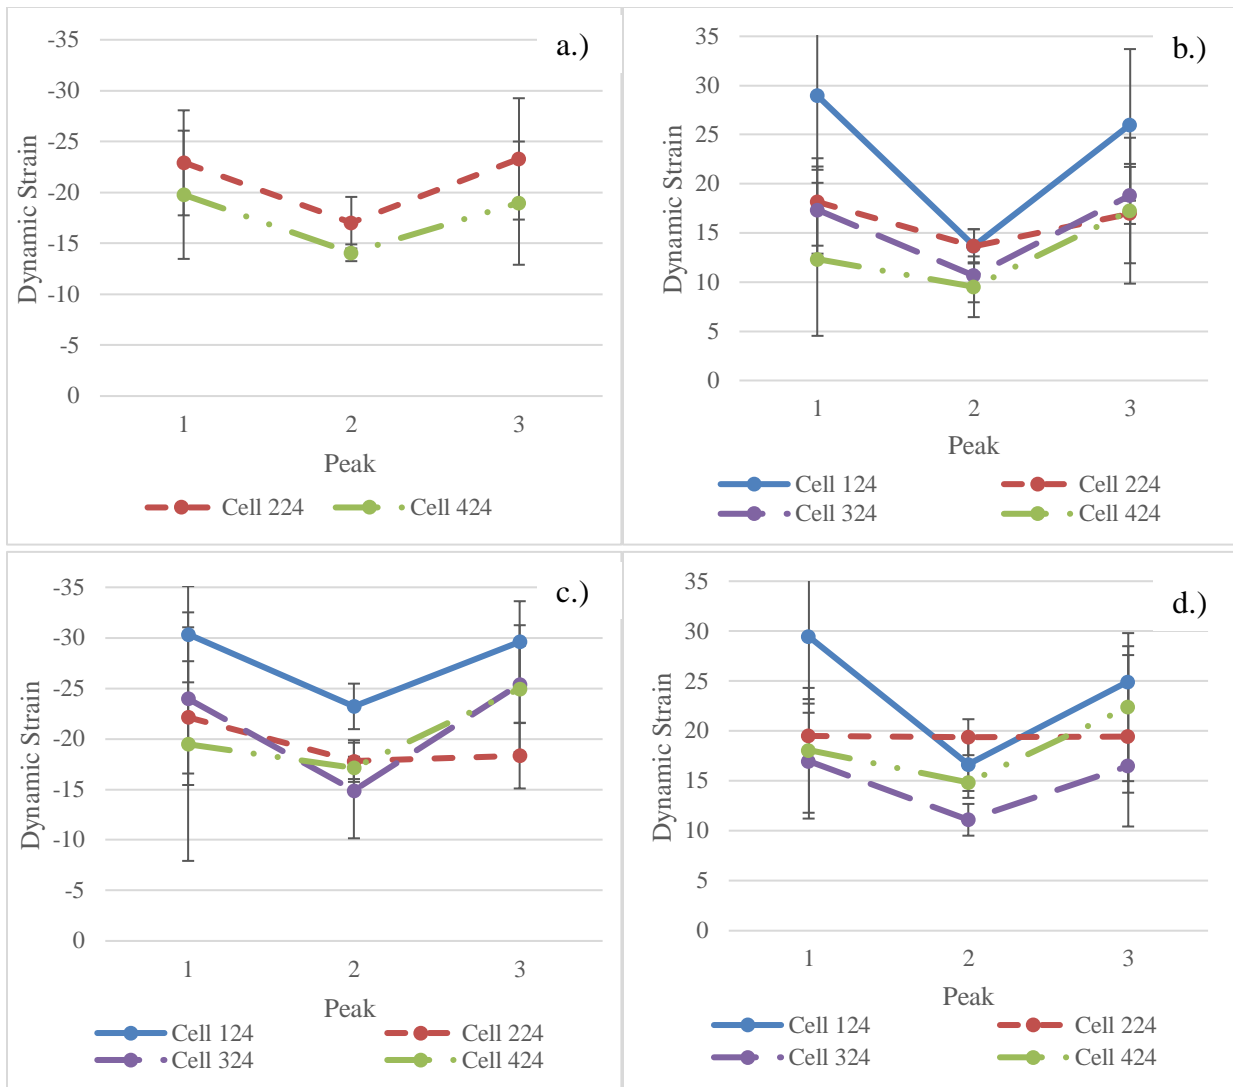 a.)
-35
-30
-25
-20
-15
-10
-5
0
Dynamic Strain
1 2 3
Peak
Cell 224 Cell 424
b.)
35
30
25
20
15
10
5
0
Dynamic Strain
1 2 3
Peak
Cell 124 Cell 224
Cell 324 Cell 424
c.)
-35
-30
-25
-20
-15
-10
-5
0
Dynamic Strain
1 2 3
Peak
Cell 124 Cell 224
Cell 324 Cell 424
d.)
35
30
25
20
15
10
5
0
Dynamic Strain
1 2 3
Peak
Cell 124 Cell 224
Cell 324 Cell 424